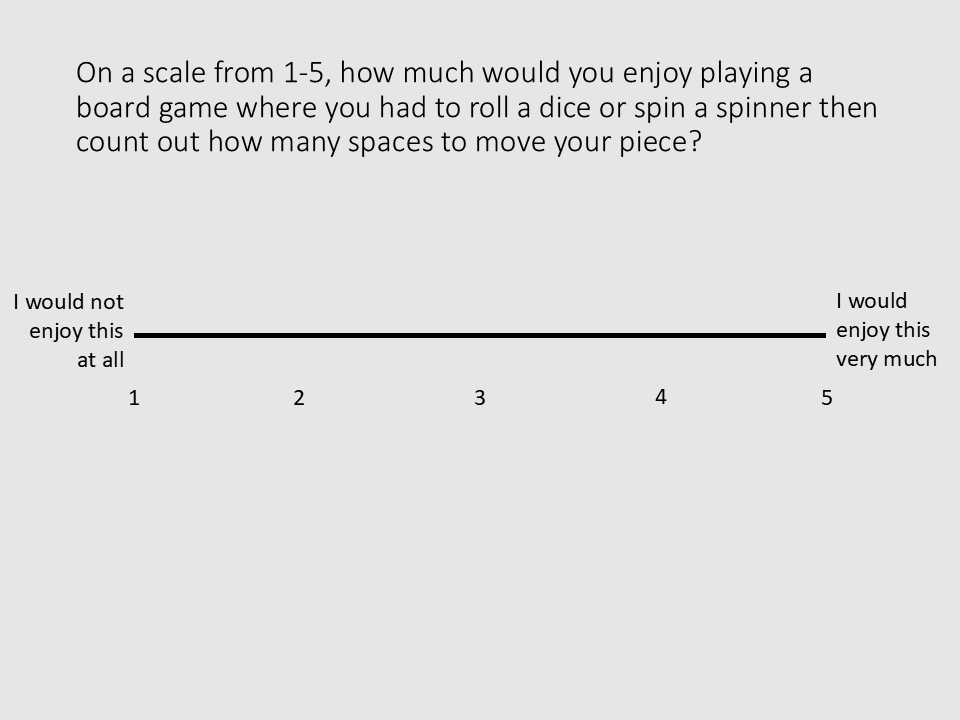 On a scale from 1-5, how much would you enjoy playing a
board game where you had to roll a dice or spin a spinner then
count out how many spaces to move your piece?
I would not
enjoy this
at all
I would
enjoy this
very much
1 2 3 4 5